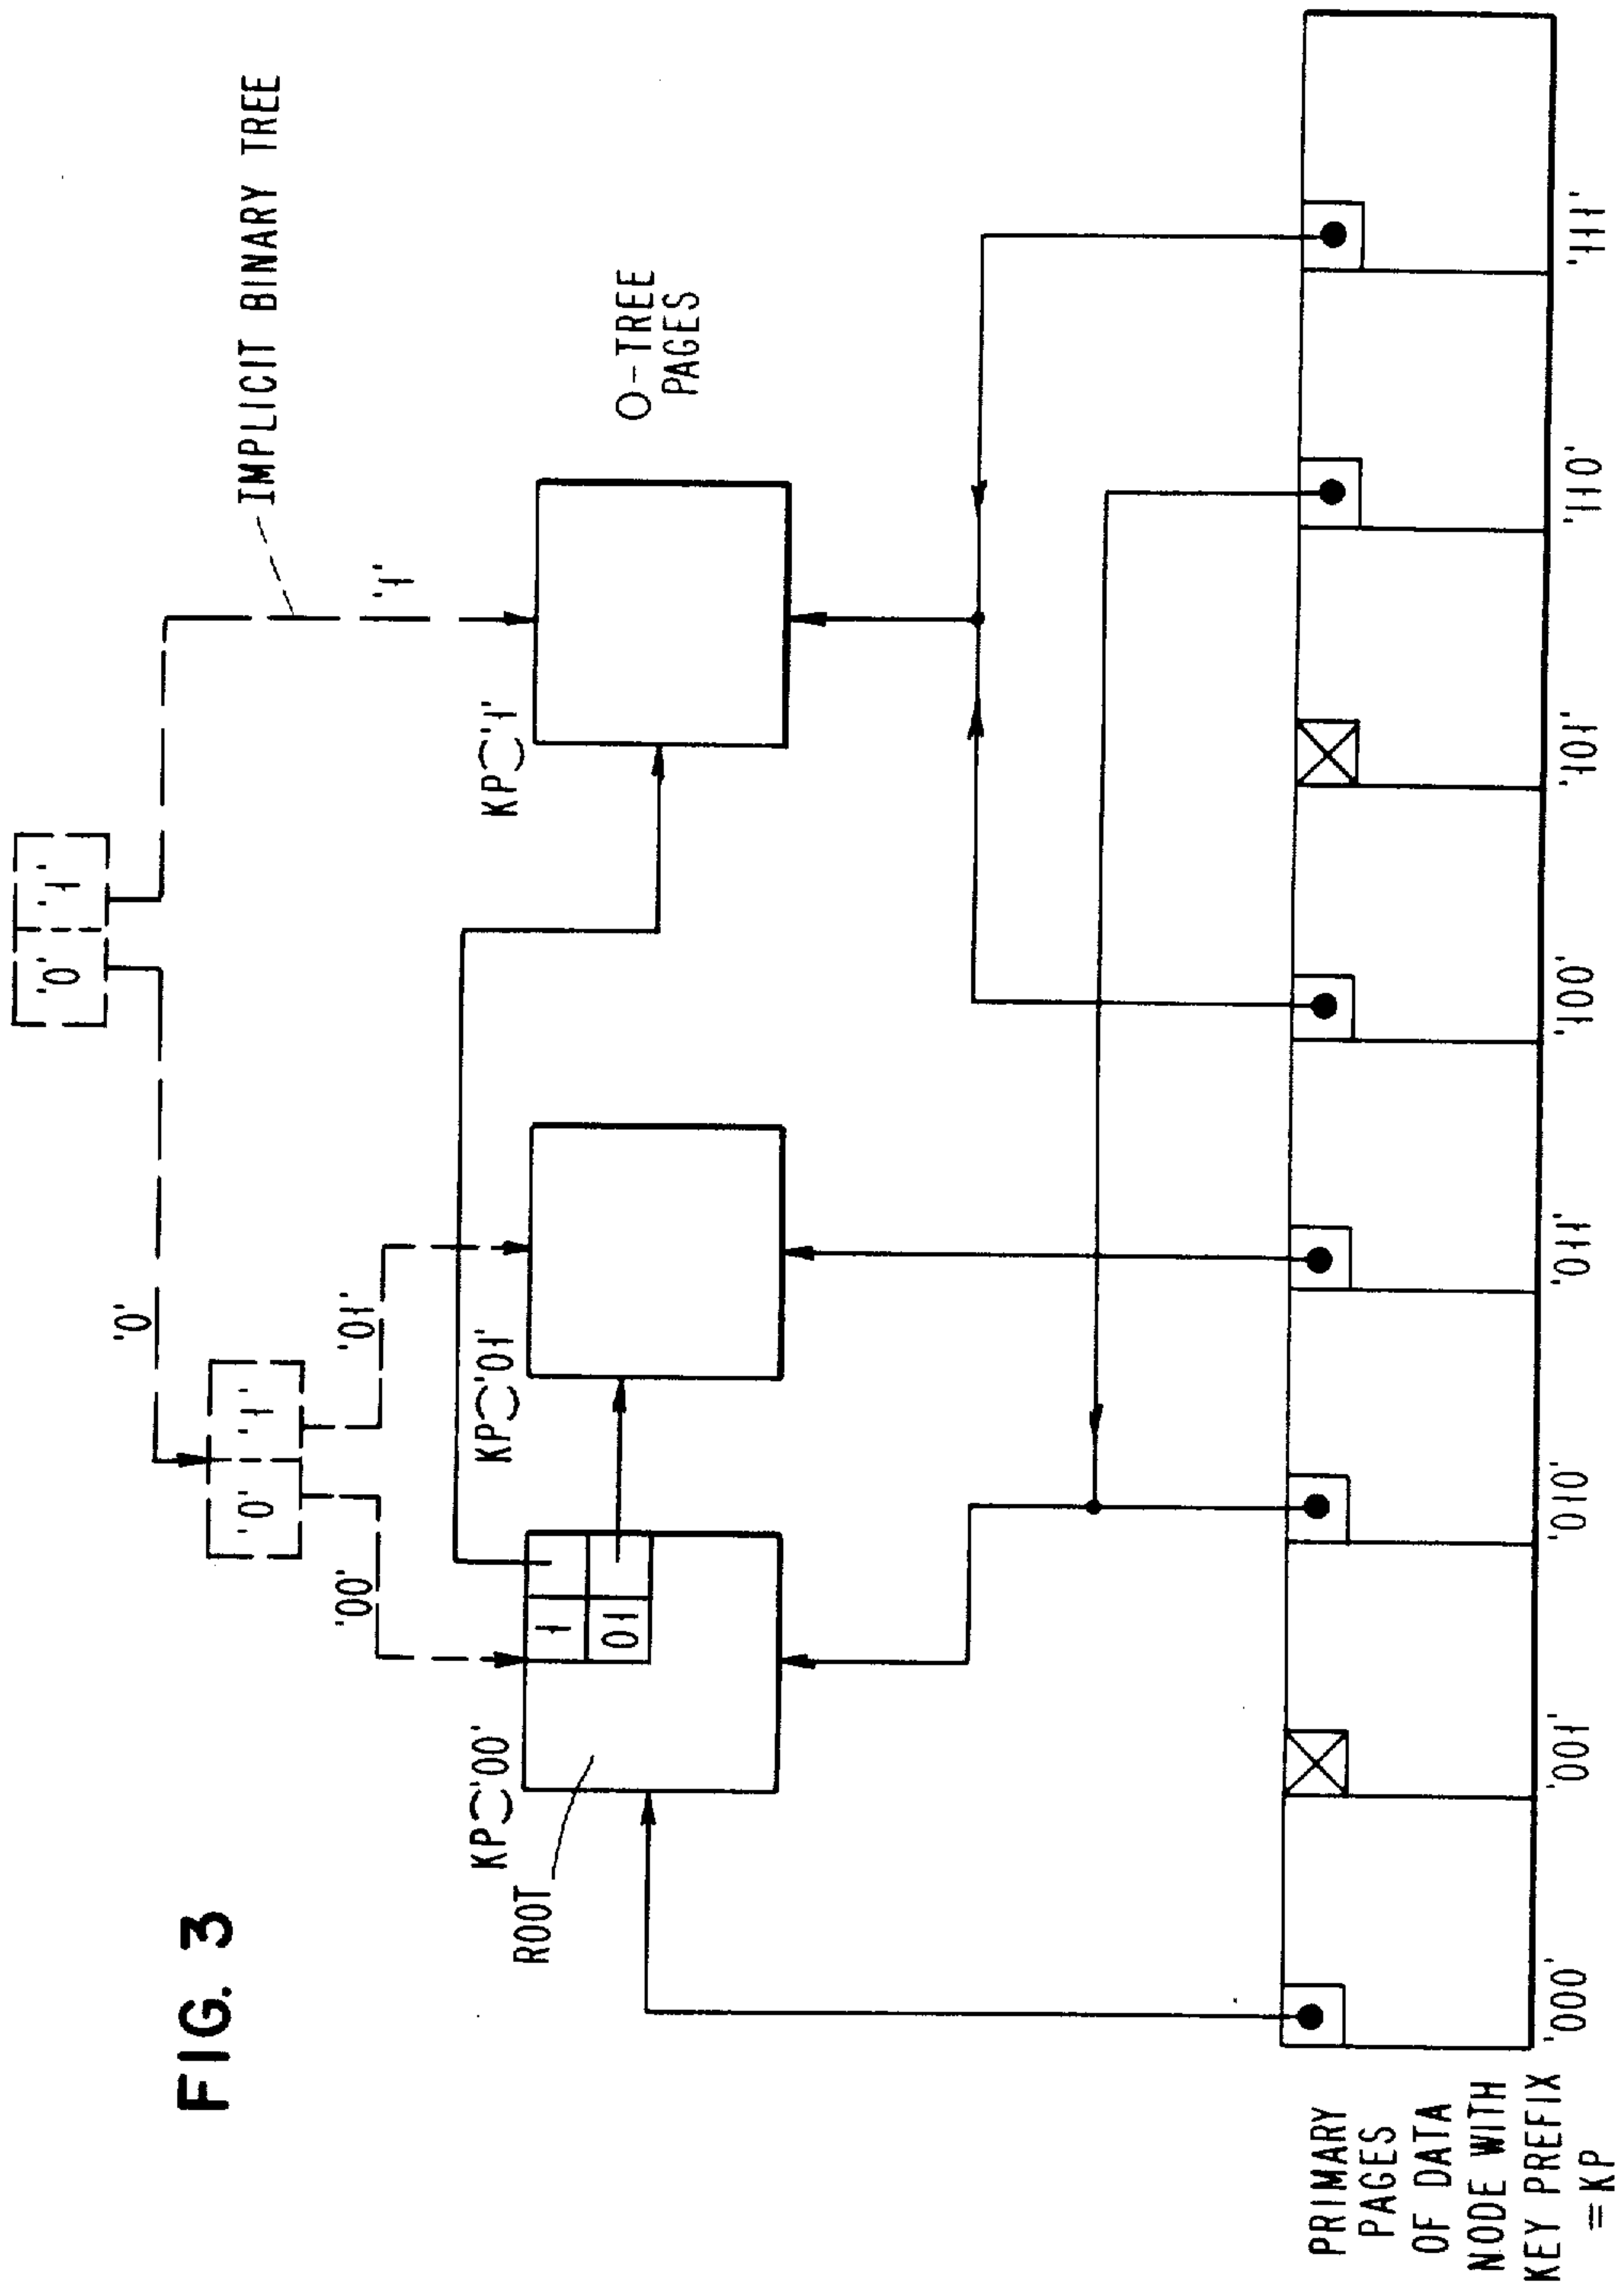 FIG. 3
'0' '1'
IMPLICIT BINARY TREE
'0'
'0' '1'
'1'
'00'
'01'
KP⌒'00'
KP⌒'01'
KP⌒'1'
ROOT
1
01
O-TREE
PAGES
PRIMARY
PAGES
OF DATA
NODE WITH
KEY PREFIX
=KP
'000' '001' '010' '011' '100' '101' '110' '111'